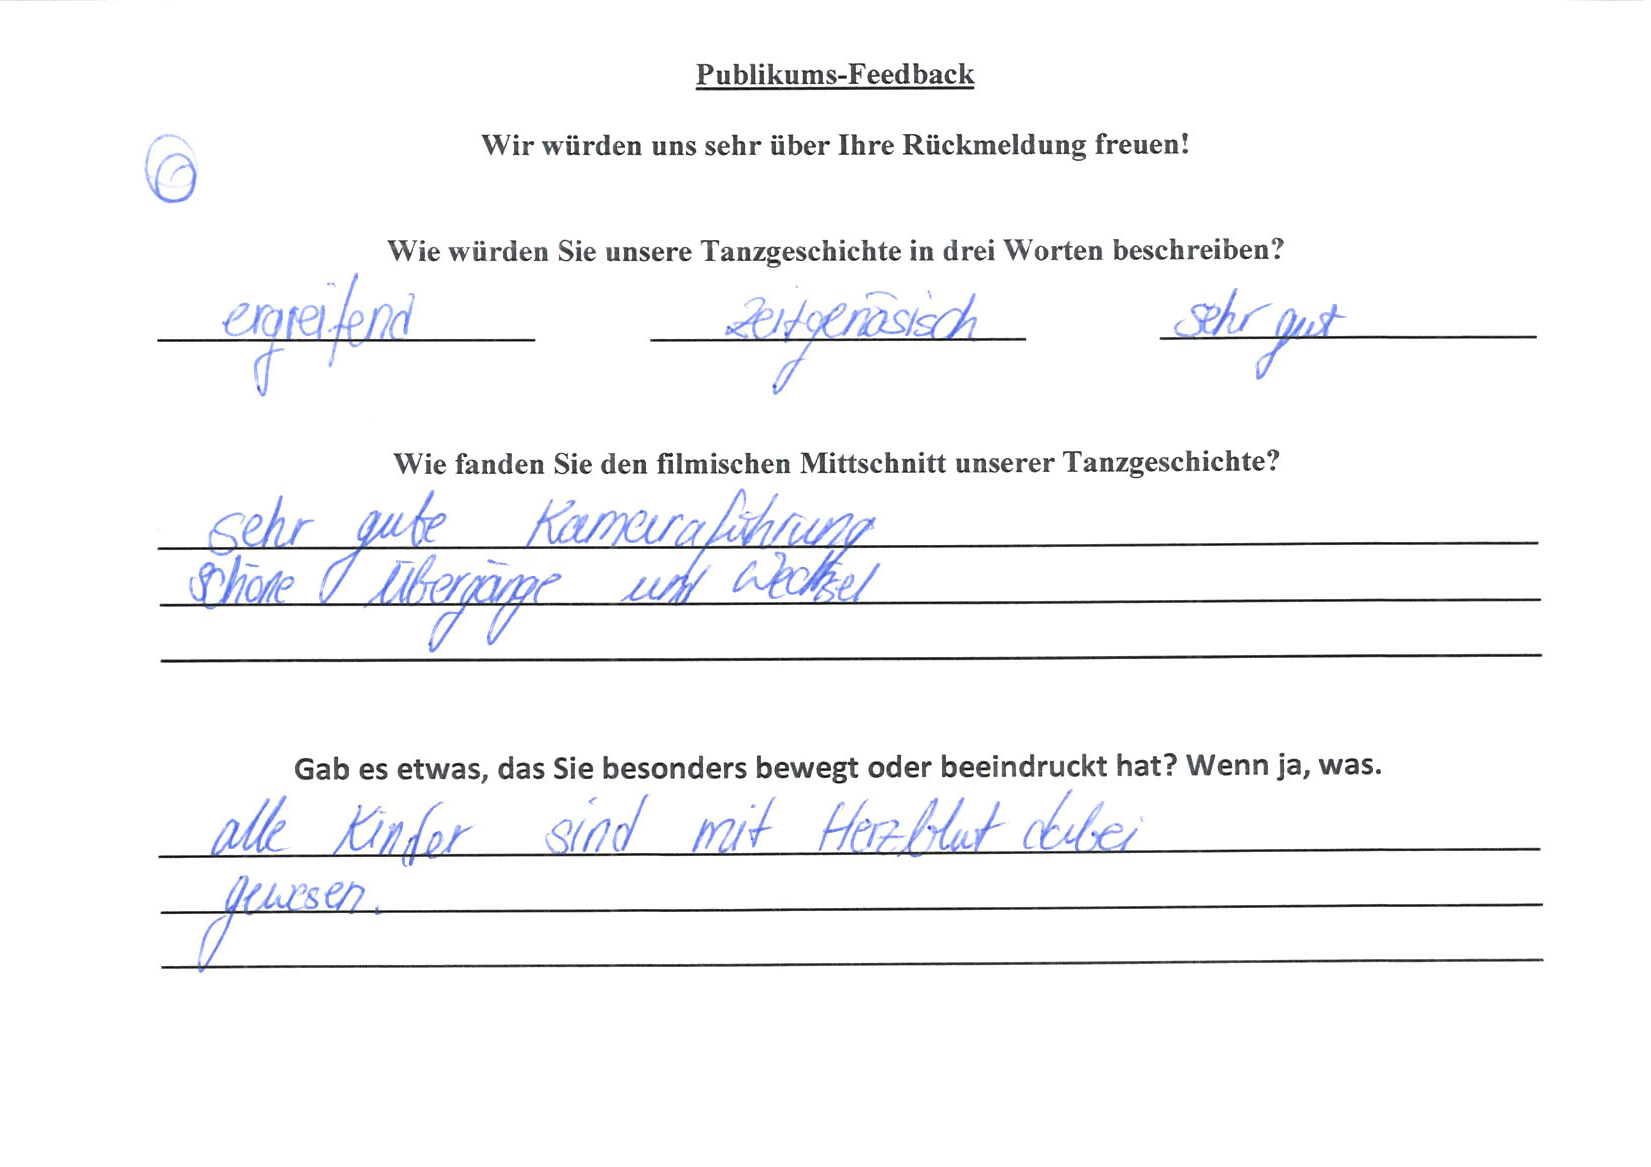 Publikums-Feedback
Wir würden uns sehr über Ihre Rückmeldung freuen!
Wie würden Sie unsere Tanzgeschichte in drei Worten beschreiben?
ergreifend zeitgenösisch sehr gut
Wie fanden Sie den filmischen Mittschnitt unserer Tanzgeschichte?
sehr gute Kameraführung
schöne Übergänge und Wechsel
Gab es etwas, das Sie besonders bewegt oder beeindruckt hat? Wenn ja, was.
alle Kinder sind mit Herzblut dabei
gewesen.